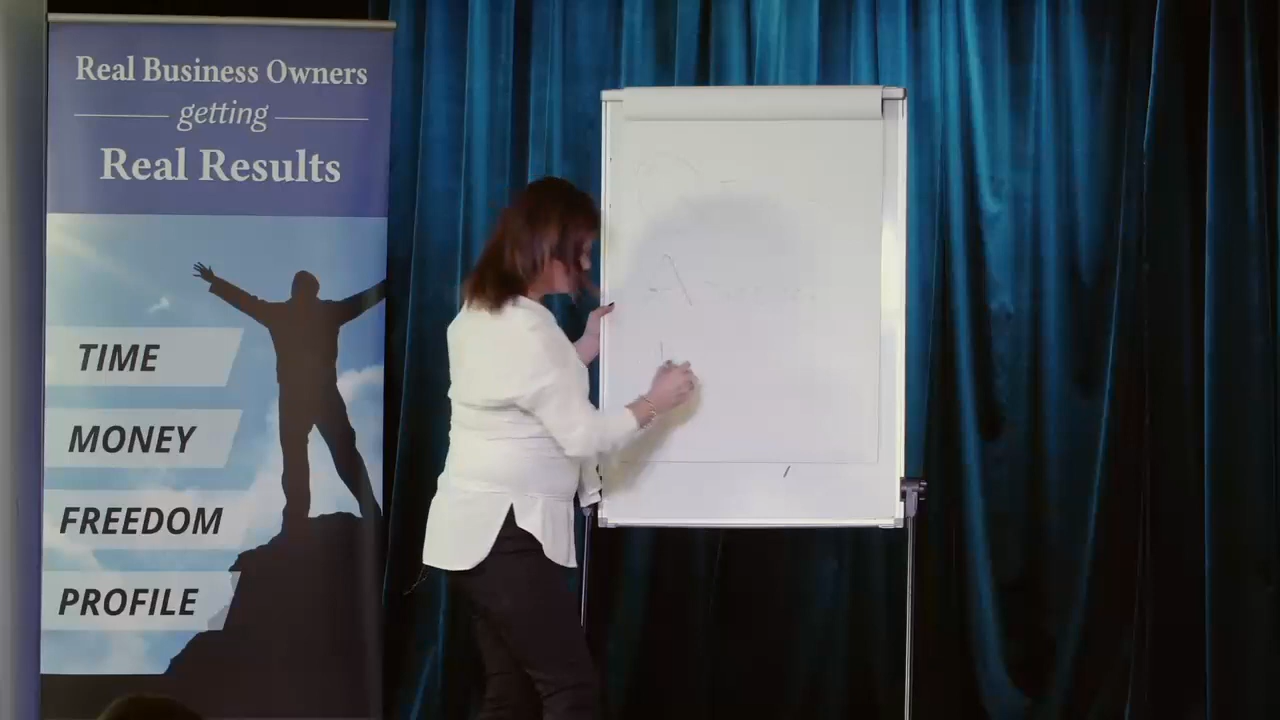 Real Business Owners
getting
Real Results
TIME
MONEY
FREEDOM
PROFILE
A